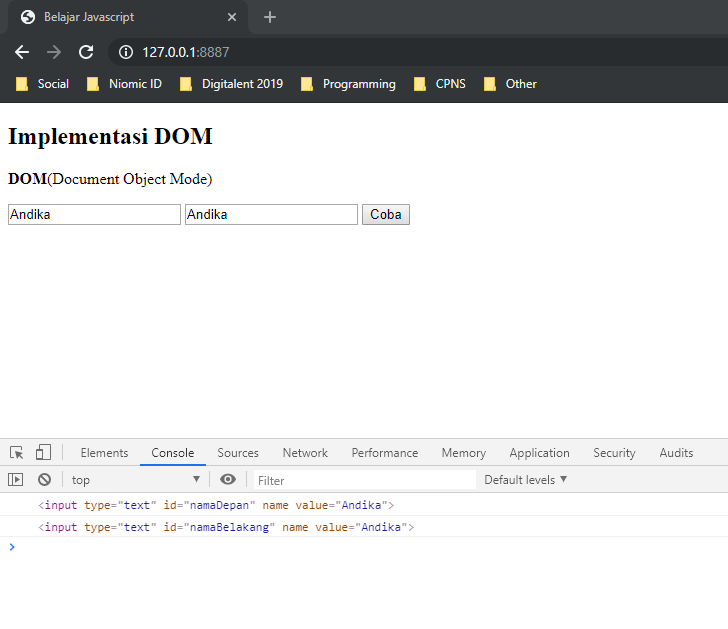 Belajar Javascript
127.0.0.1:8887
Social Niomic ID Digitalent 2019 Programming CPNS Other
Implementasi DOM
DOM(Document Object Mode)
Andika Andika Coba
Elements Console Sources Network Performance Memory Application Security Audits
top Filter Default levels
<input type="text" id="namaDepan" name value="Andika">
<input type="text" id="namaBelakang" name value="Andika">